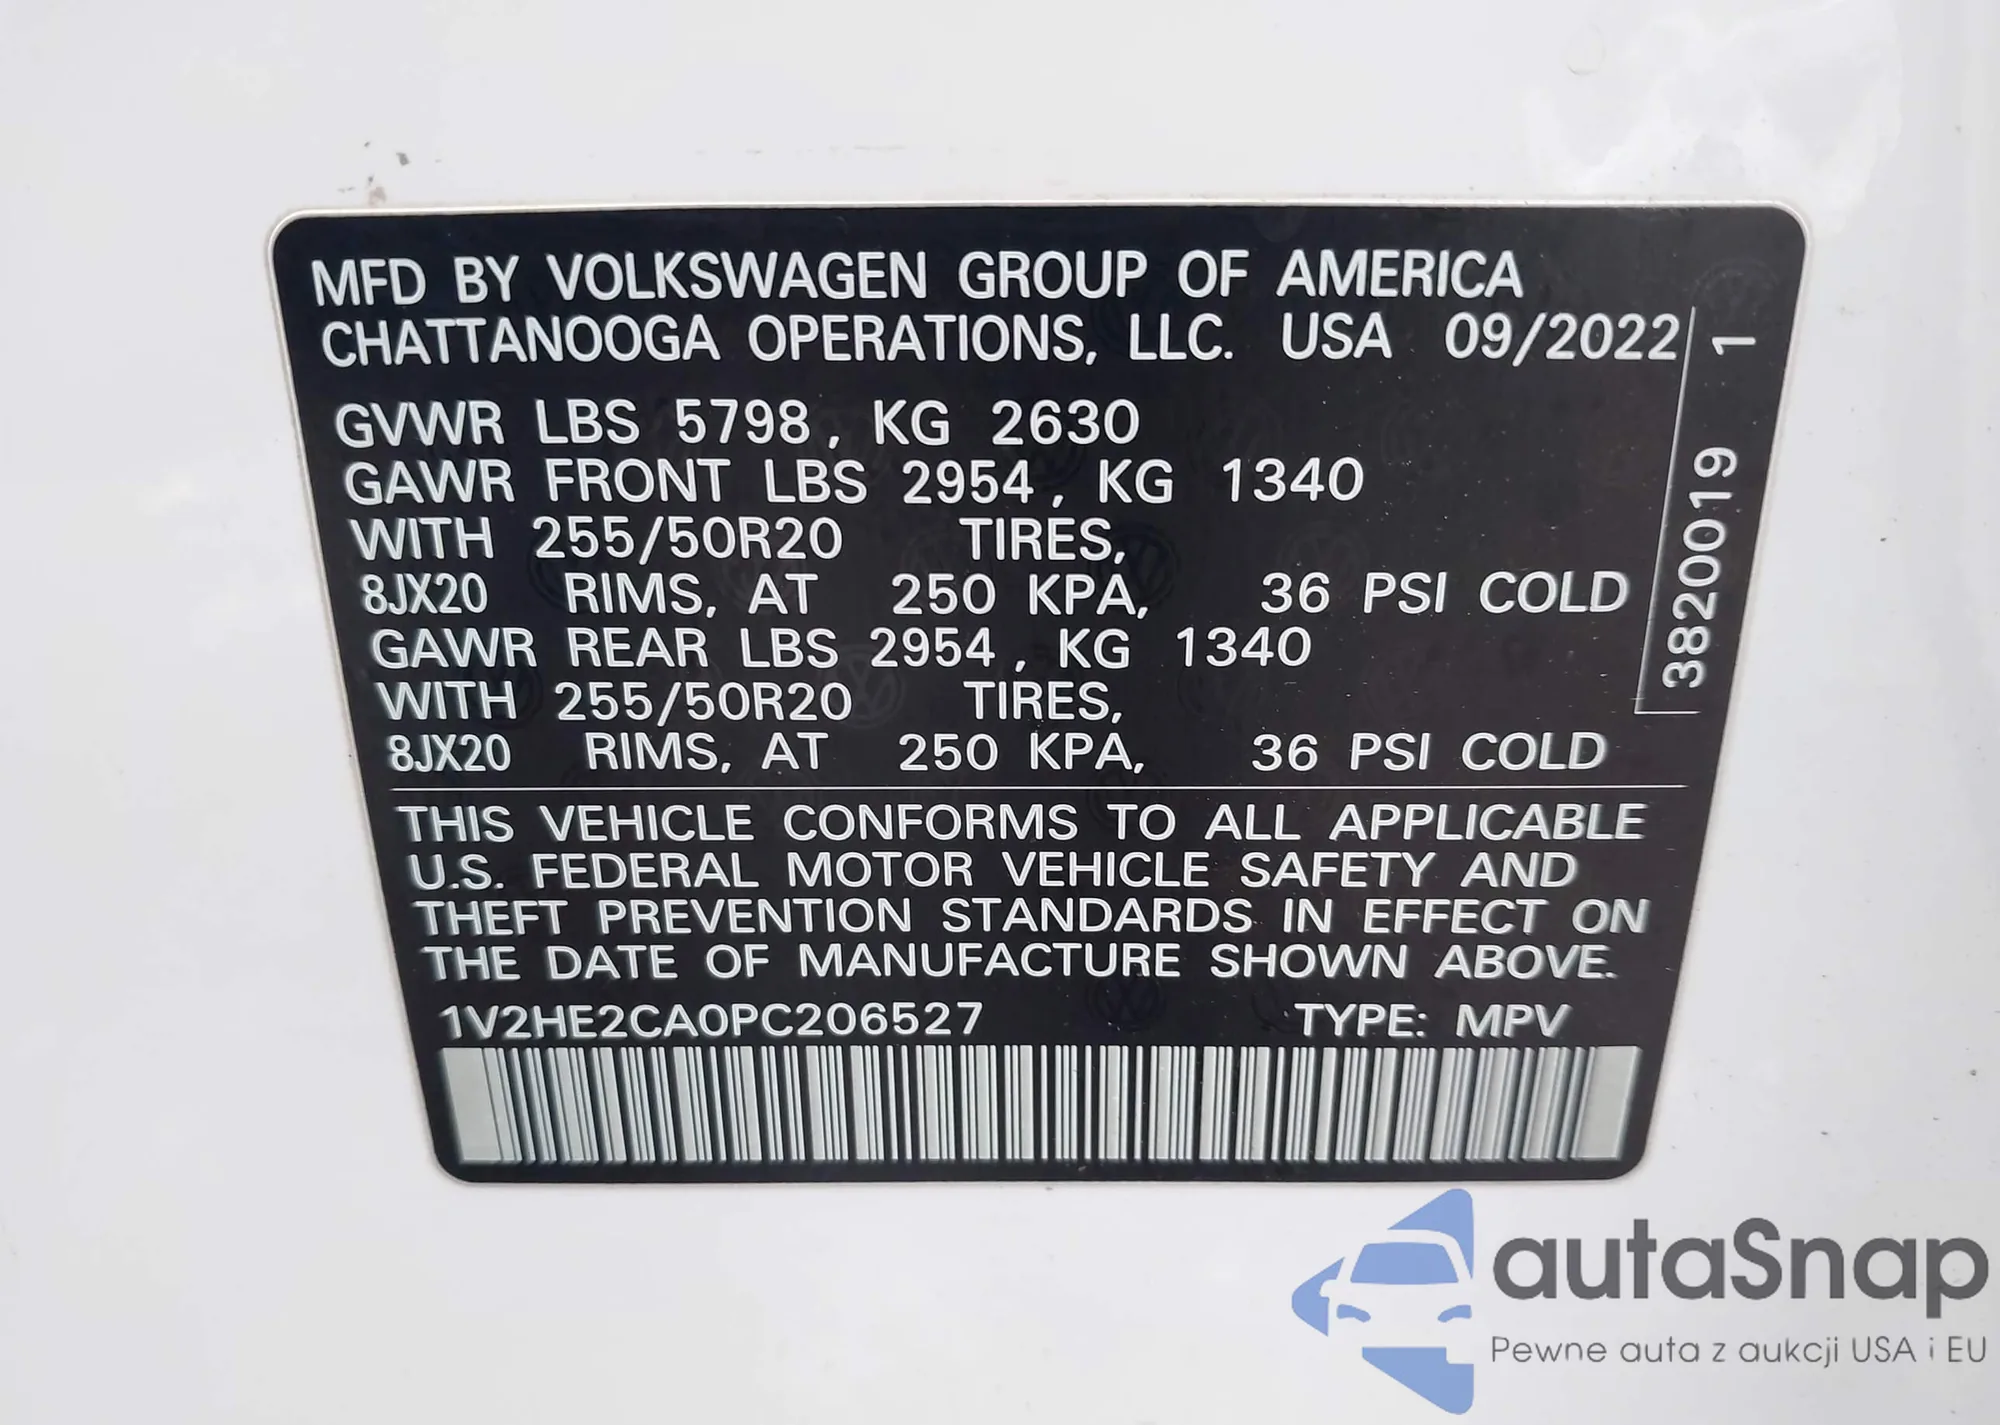 MFD BY VOLKSWAGEN GROUP OF AMERICA
CHATTANOOGA OPERATIONS, LLC. USA 09/2022
GVWR LBS 5798, KG 2630
GAWR FRONT LBS 2954, KG 1340
WITH 255/50R20 TIRES,
8JX20 RIMS, AT 250 KPA, 36 PSI COLD
GAWR REAR LBS 2954, KG 1340
WITH 255/50R20 TIRES,
8JX20 RIMS, AT 250 KPA, 36 PSI COLD
THIS VEHICLE CONFORMS TO ALL APPLICABLE
U.S. FEDERAL MOTOR VEHICLE SAFETY AND
THEFT PREVENTION STANDARDS IN EFFECT ON
THE DATE OF MANUFACTURE SHOWN ABOVE.
1V2HE2CA0PC206527 TYPE: MPV
3820019 1
autaSnap
Pewne auta z aukcji USA i EU